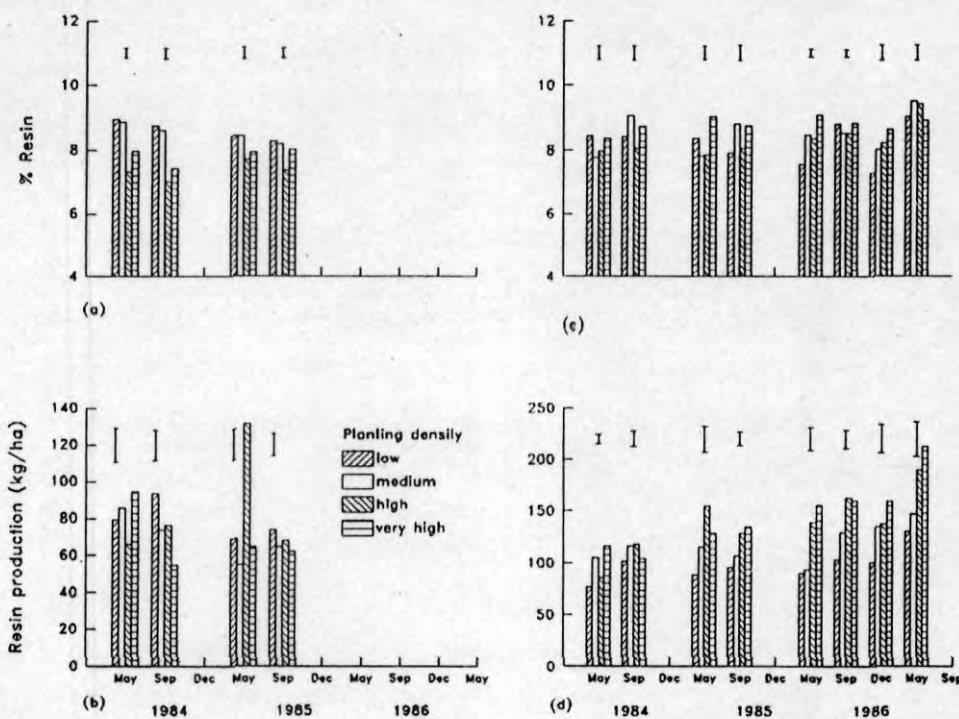 12
10
8
6
4
% Resin
(a)
12
10
8
6
4
(c)
140
120
100
80
60
40
20
0
Resin production (kg/ha)
Planting density
low
medium
high
very high
May Sep Dec May Sep Dec May Sep Dec May
(b) 1984 1985 1986
250
200
150
100
50
0
May Sep Dec May Sep Dec May Sep Dec May Sep
(d) 1984 1985 1986